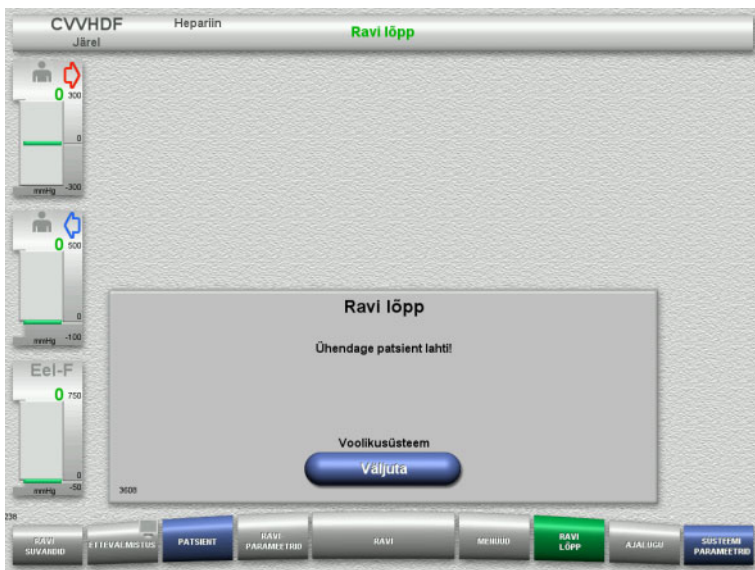 CVVHDF
Järel
Hepariin
Ravi lõpp
0
300
0
mmHg
-300
0
500
0
mmHg
-100
Eel-F
0
750
0
mmHg
-50
Ravi lõpp
Ühendage patsient lahti!
Voolikusüsteem
Väljuta
3608
238
RAVI
SUVANDID
ETTEVALMISTUS
PATSIENT
RAVI
PARAMEETRID
RAVI
MENÜÜD
RAVI
LÕPP
AJALUGU
SÜSTEEMI
PARAMEETRID